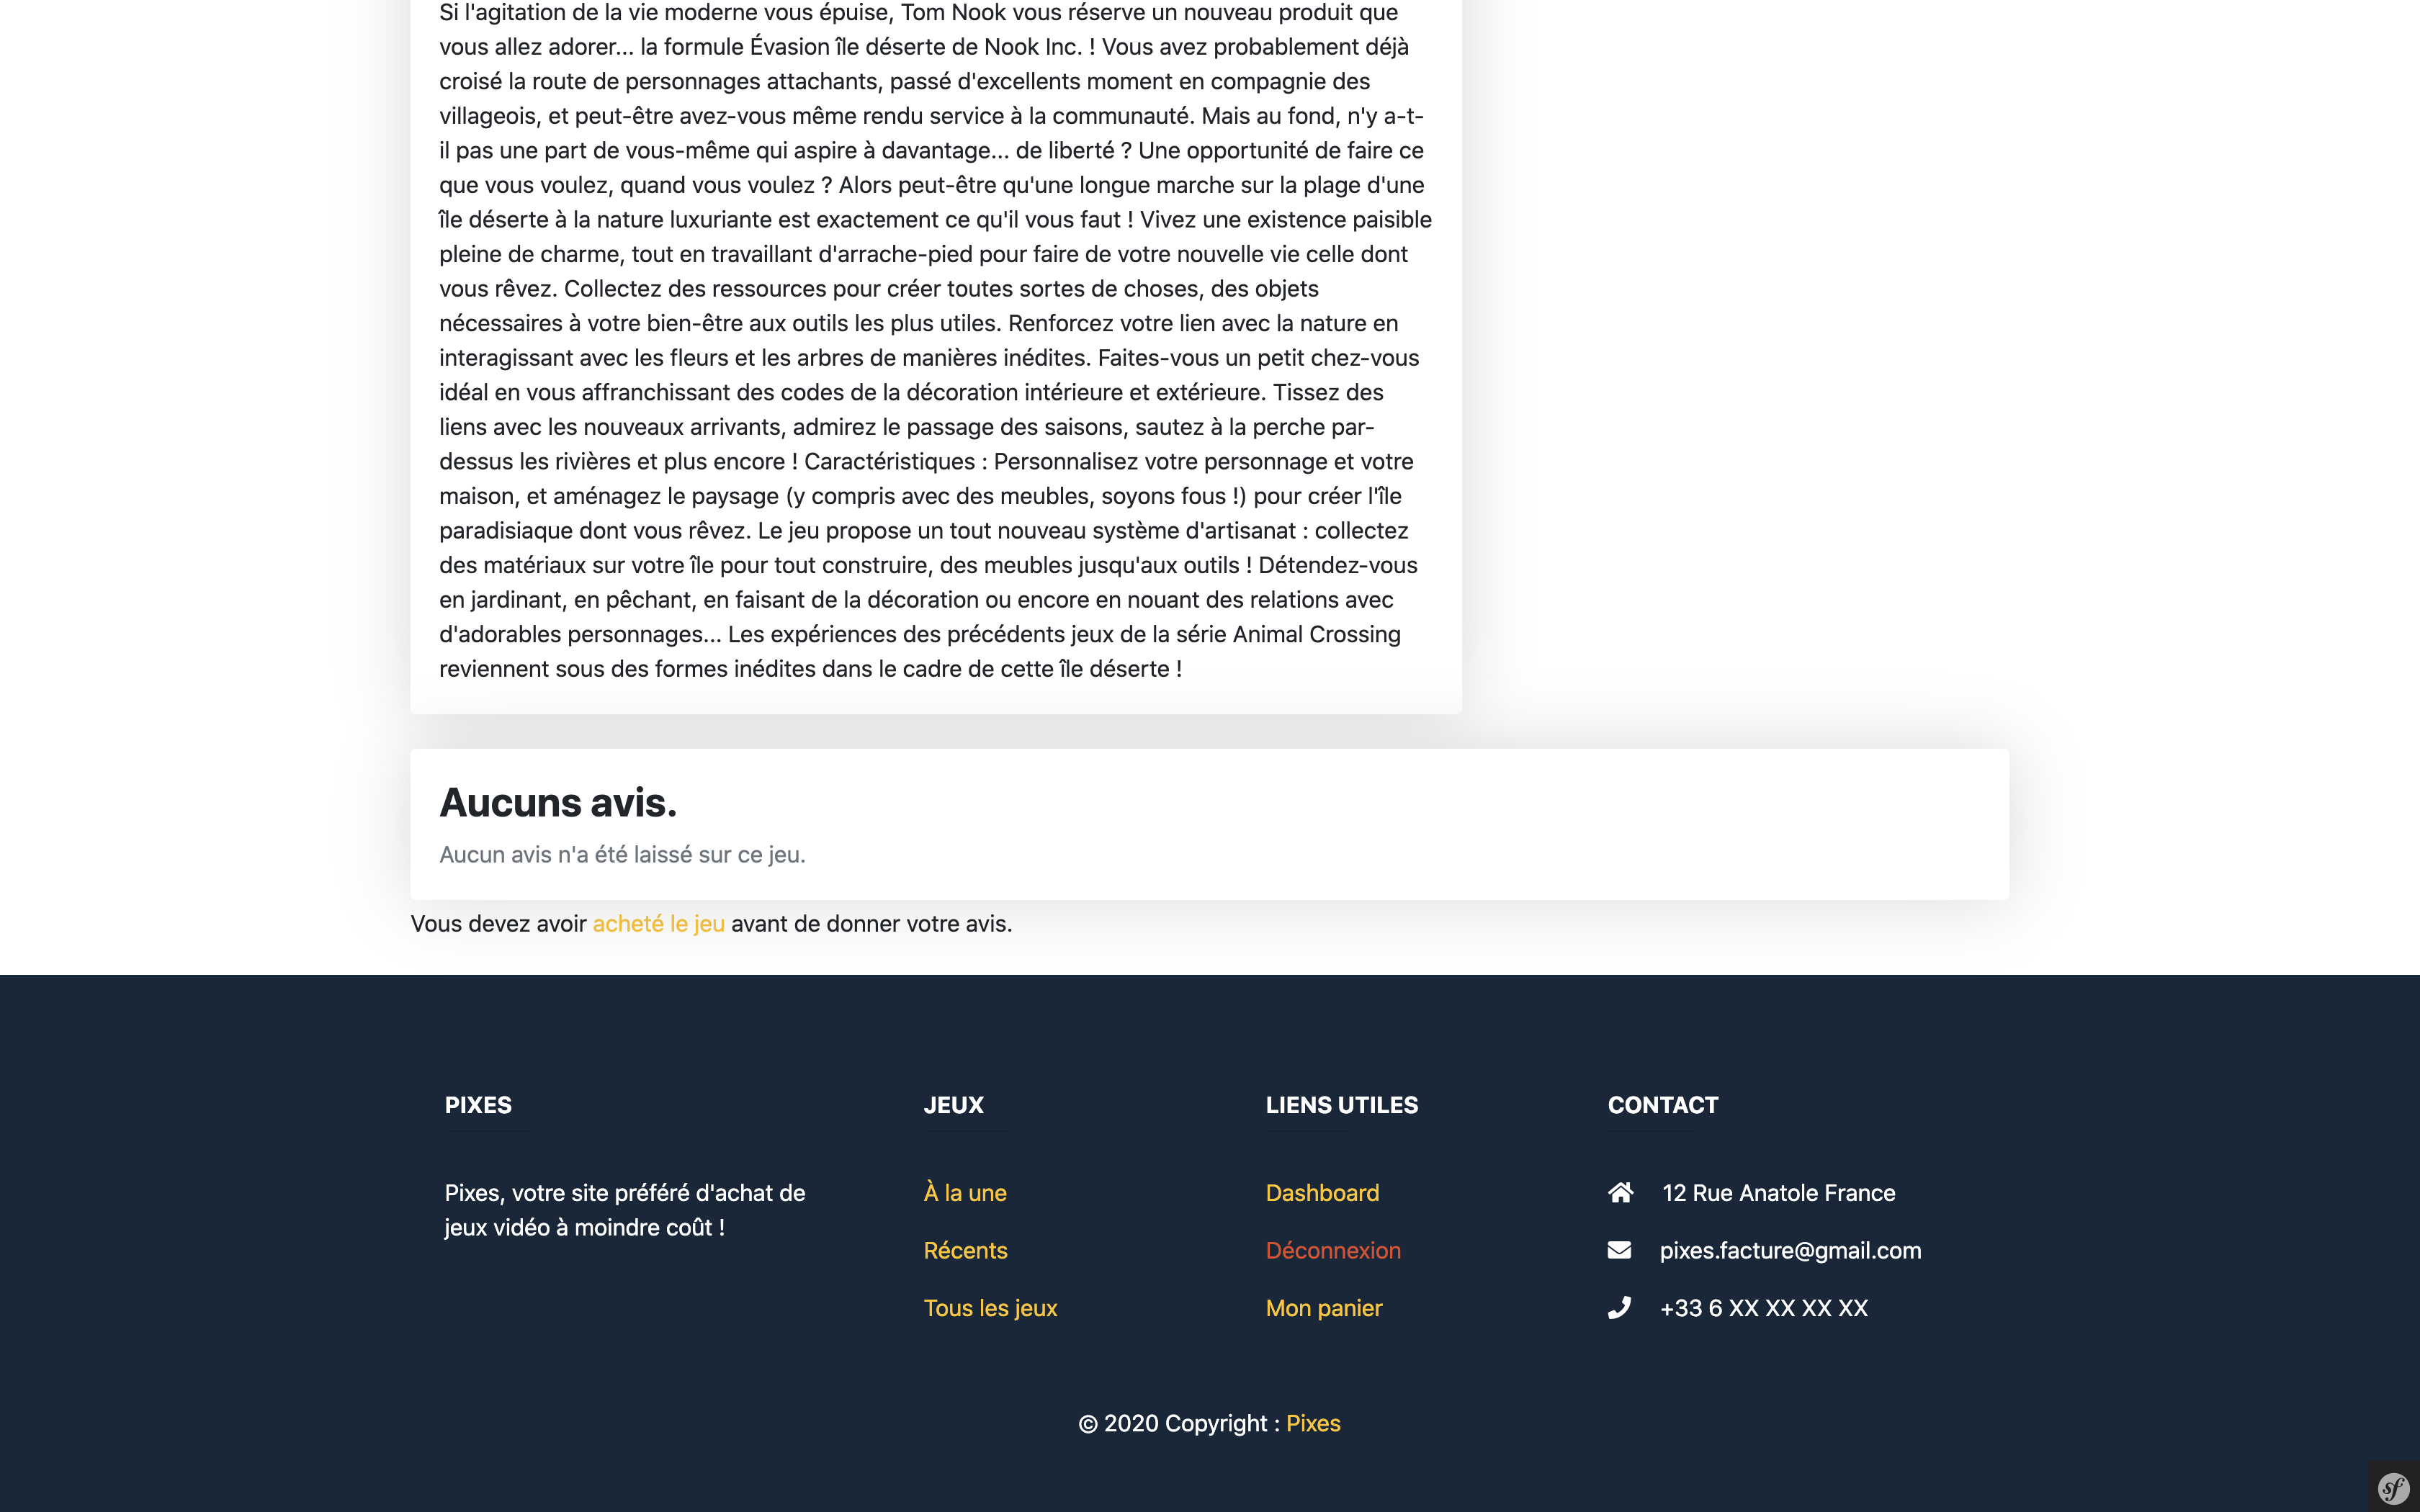 Si l'agitation de la vie moderne vous épuise, Tom Nook vous réserve un nouveau produit que
vous allez adorer... la formule Évasion île déserte de Nook Inc. ! Vous avez probablement déjà
croisé la route de personnages attachants, passé d'excellents moment en compagnie des
villageois, et peut-être avez-vous même rendu service à la communauté. Mais au fond, n'y a-t-
il pas une part de vous-même qui aspire à davantage... de liberté ? Une opportunité de faire ce
que vous voulez, quand vous voulez ? Alors peut-être qu'une longue marche sur la plage d'une
île déserte à la nature luxuriante est exactement ce qu'il vous faut ! Vivez une existence paisible
pleine de charme, tout en travaillant d'arrache-pied pour faire de votre nouvelle vie celle dont
vous rêvez. Collectez des ressources pour créer toutes sortes de choses, des objets
nécessaires à votre bien-être aux outils les plus utiles. Renforcez votre lien avec la nature en
interagissant avec les fleurs et les arbres de manières inédites. Faites-vous un petit chez-vous
idéal en vous affranchissant des codes de la décoration intérieure et extérieure. Tissez des
liens avec les nouveaux arrivants, admirez le passage des saisons, sautez à la perche par-
dessus les rivières et plus encore ! Caractéristiques : Personnalisez votre personnage et votre
maison, et aménagez le paysage (y compris avec des meubles, soyons fous !) pour créer l'île
paradisiaque dont vous rêvez. Le jeu propose un tout nouveau système d'artisanat : collectez
des matériaux sur votre île pour tout construire, des meubles jusqu'aux outils ! Détendez-vous
en jardinant, en pêchant, en faisant de la décoration ou encore en nouant des relations avec
d'adorables personnages... Les expériences des précédents jeux de la série Animal Crossing
reviennent sous des formes inédites dans le cadre de cette île déserte !
Aucuns avis.
Aucun avis n'a été laissé sur ce jeu.
Vous devez avoir acheté le jeu avant de donner votre avis.
PIXES
Pixes, votre site préféré d'achat de
jeux vidéo à moindre coût !
JEUX
À la une
Récents
Tous les jeux
LIENS UTILES
Dashboard
Déconnexion
Mon panier
CONTACT
12 Rue Anatole France
pixes.facture@gmail.com
+33 6 XX XX XX XX
© 2020 Copyright : Pixes
sf